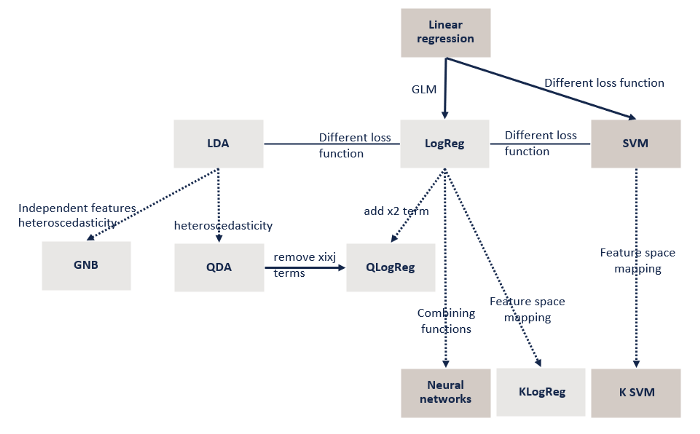 Linear
regression
GLM
Different loss function
LDA
Different loss
function
LogReg
Different loss
function
SVM
Independent features,
heteroscedasticity
heteroscedasticity
add x2 term
GNB
QDA
remove xixj
terms
QLogReg
Feature space
mapping
Combining
functions
Feature space
mapping
Neural
networks
KLogReg
K SVM